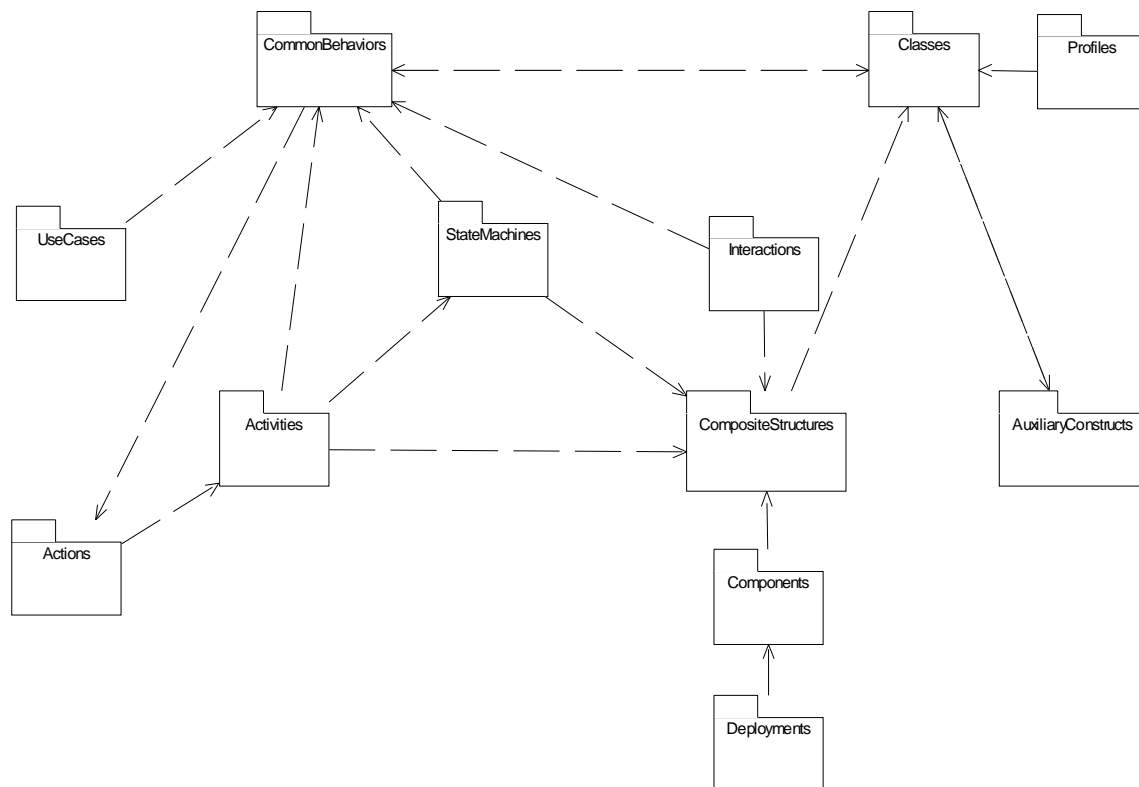 CommonBehaviors
Classes
Profiles
UseCases
StateMachines
Interactions
Activities
CompositeStructures
AuxiliaryConstructs
Actions
Components
Deployments